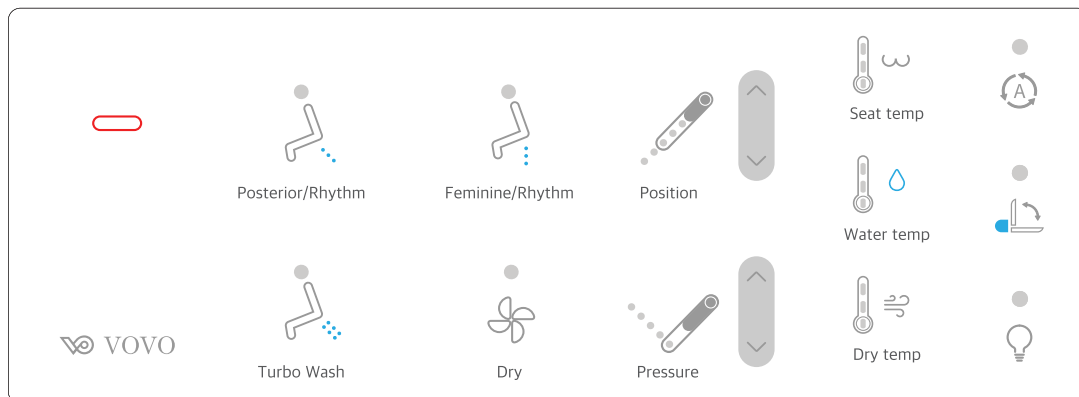 Posterior/Rhythm
Feminine/Rhythm
Position
Seat temp
A
Water temp
VOVO
Turbo Wash
Dry
Pressure
Dry temp